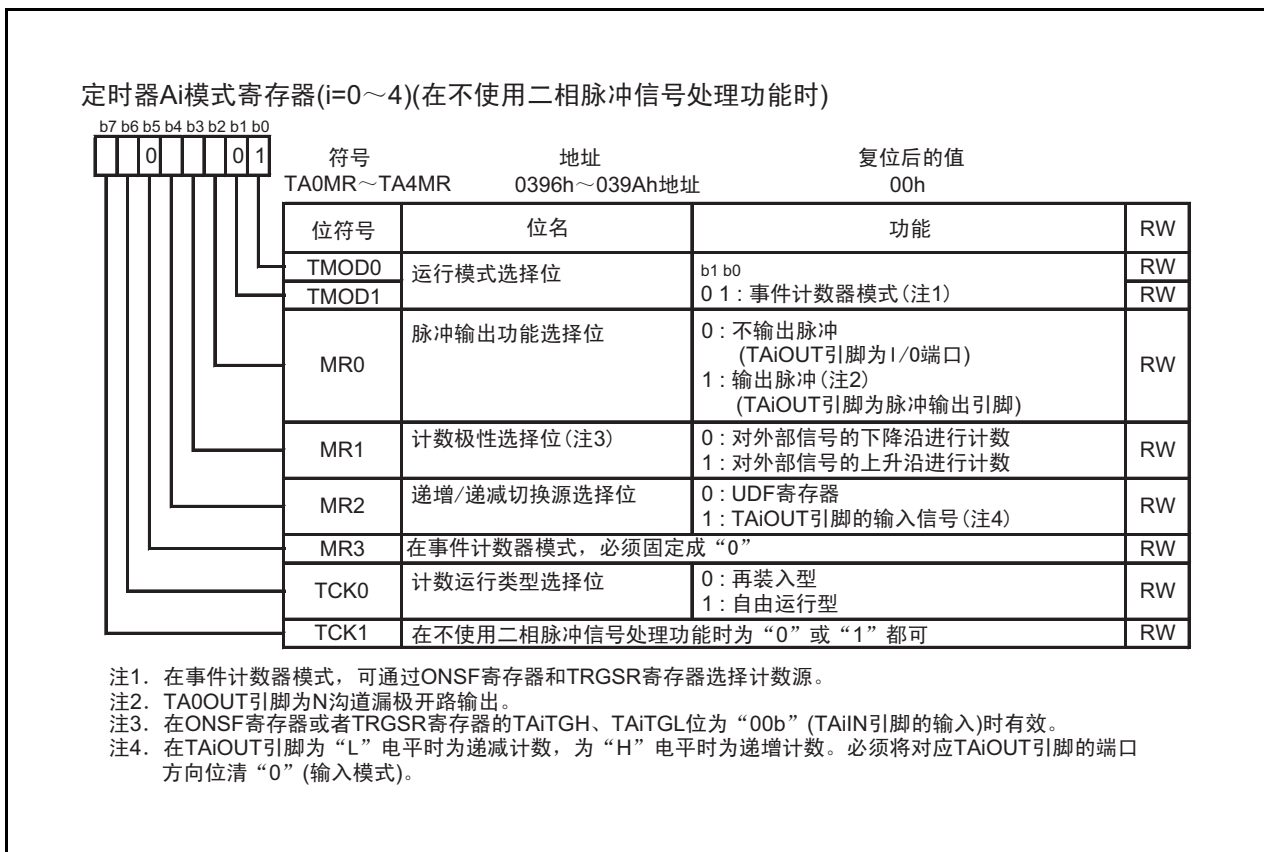 定时器Ai模式寄存器(i=0～4)(在不使用二相脉冲信号处理功能时)
b7 b6 b5 b4 b3 b2 b1 b0
0 0 1
符号 地址 复位后的值
TA0MR～TA4MR 0396h～039Ah地址 00h
位符号 位名 功能 RW
TMOD0 运行模式选择位 b1 b0 RW
TMOD1 0 1 : 事件计数器模式(注1) RW
MR0 脉冲输出功能选择位 0 : 不输出脉冲 RW
(TAiOUT引脚为I/0端口)
1 : 输出脉冲(注2)
(TAiOUT引脚为脉冲输出引脚)
MR1 计数极性选择位(注3) 0 : 对外部信号的下降沿进行计数 RW
1 : 对外部信号的上升沿进行计数
MR2 递增/递减切换源选择位 0 : UDF寄存器 RW
1 : TAiOUT引脚的输入信号(注4)
MR3 在事件计数器模式，必须固定成“0” RW
TCK0 计数运行类型选择位 0 : 再装入型 RW
1 : 自由运行型
TCK1 在不使用二相脉冲信号处理功能时为“0”或“1”都可 RW
注1. 在事件计数器模式，可通过ONSF寄存器和TRGSR寄存器选择计数源。
注2. TA0OUT引脚为N沟道漏极开路输出。
注3. 在ONSF寄存器或者TRGSR寄存器的TAiTGH、TAiTGL位为“00b”(TAiIN引脚的输入)时有效。
注4. 在TAiOUT引脚为“L”电平时为递减计数，为“H”电平时为递增计数。必须将对应TAiOUT引脚的端口
方向位清“0”(输入模式)。